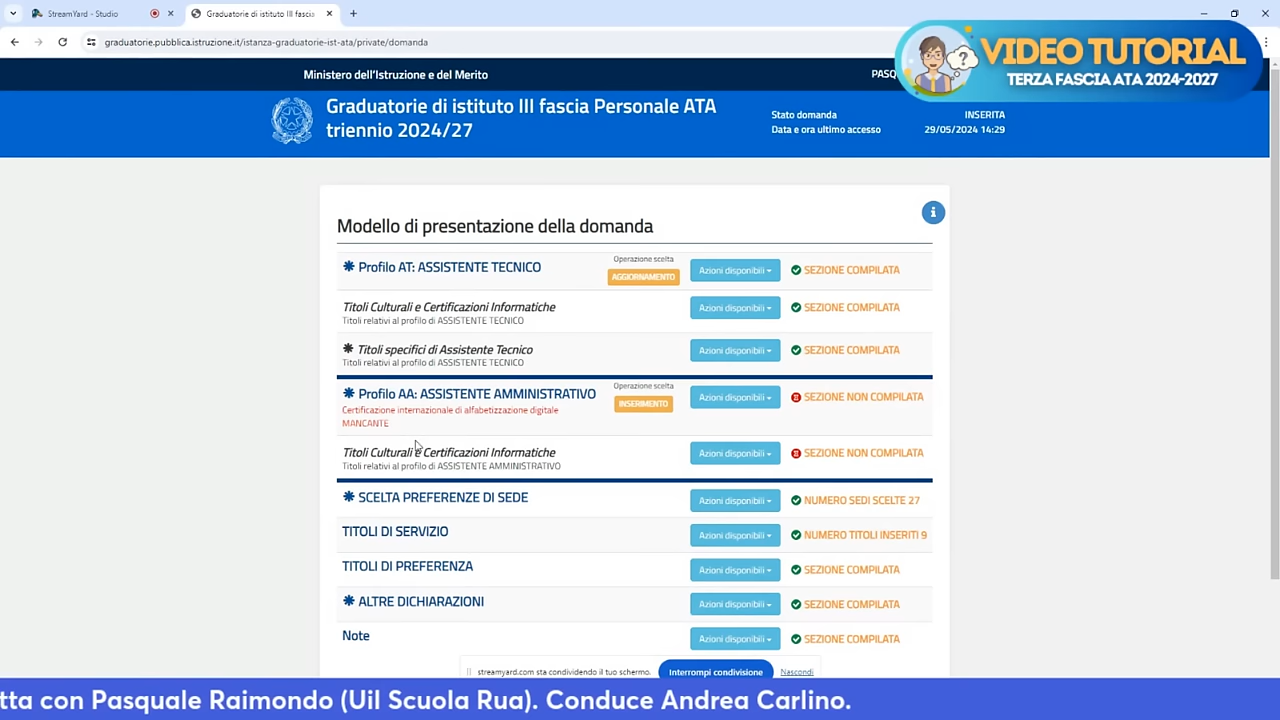 StreamYard - Studio
Graduatorie di istituto III fascia
graduatorie.pubblica.istruzione.it/istanza-graduatorie-ist-ata/private/domanda
VIDEO TUTORIAL
TERZA FASCIA ATA 2024-2027
Ministero dell'Istruzione e del Merito
PASQ
Graduatorie di istituto III fascia Personale ATA
triennio 2024/27
Stato domanda
INSERITA
Data e ora ultimo accesso
29/05/2024 14:29
Modello di presentazione della domanda
Profilo AT: ASSISTENTE TECNICO
Operazione scelta
AGGIORNAMENTO
Azioni disponibili
SEZIONE COMPILATA
Titoli Culturali e Certificazioni Informatiche
Titoli relativi al profilo di ASSISTENTE TECNICO
Azioni disponibili
SEZIONE COMPILATA
Titoli specifici di Assistente Tecnico
Titoli relativi al profilo di ASSISTENTE TECNICO
Azioni disponibili
SEZIONE COMPILATA
Profilo AA: ASSISTENTE AMMINISTRATIVO
Certificazione internazionale di alfabetizzazione digitale
MANCANTE
Operazione scelta
INSERIMENTO
Azioni disponibili
SEZIONE NON COMPILATA
Titoli Culturali e Certificazioni Informatiche
Titoli relativi al profilo di ASSISTENTE AMMINISTRATIVO
Azioni disponibili
SEZIONE NON COMPILATA
SCELTA PREFERENZE DI SEDE
Azioni disponibili
NUMERO SEDI SCELTE 27
TITOLI DI SERVIZIO
Azioni disponibili
NUMERO TITOLI INSERITI 9
TITOLI DI PREFERENZA
Azioni disponibili
SEZIONE COMPILATA
ALTRE DICHIARAZIONI
Azioni disponibili
SEZIONE COMPILATA
Note
Azioni disponibili
SEZIONE COMPILATA
streamyard.com sta condividendo il tuo schermo.
Interrompi condivisione
Nascondi
tta con Pasquale Raimondo (Uil Scuola Rua). Conduce Andrea Carlino.